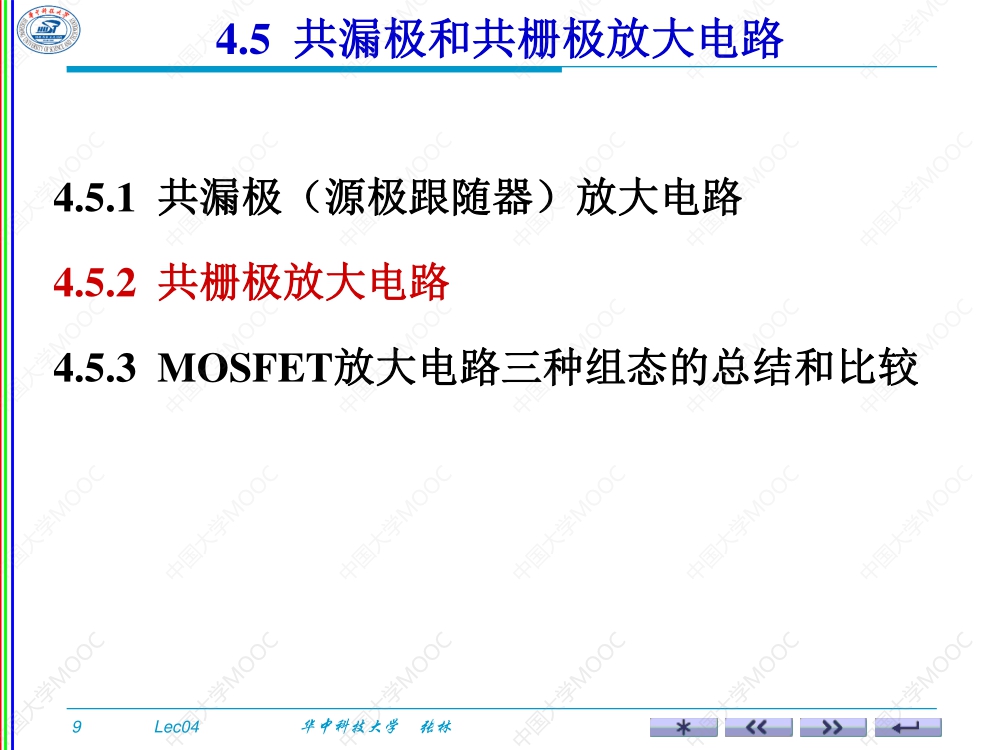 4.5 共漏极和共栅极放大电路
4.5.1 共漏极（源极跟随器）放大电路
4.5.2 共栅极放大电路
4.5.3 MOSFET放大电路三种组态的总结和比较
9 Lec04 华中科技大学 张林
中国大学MOOC